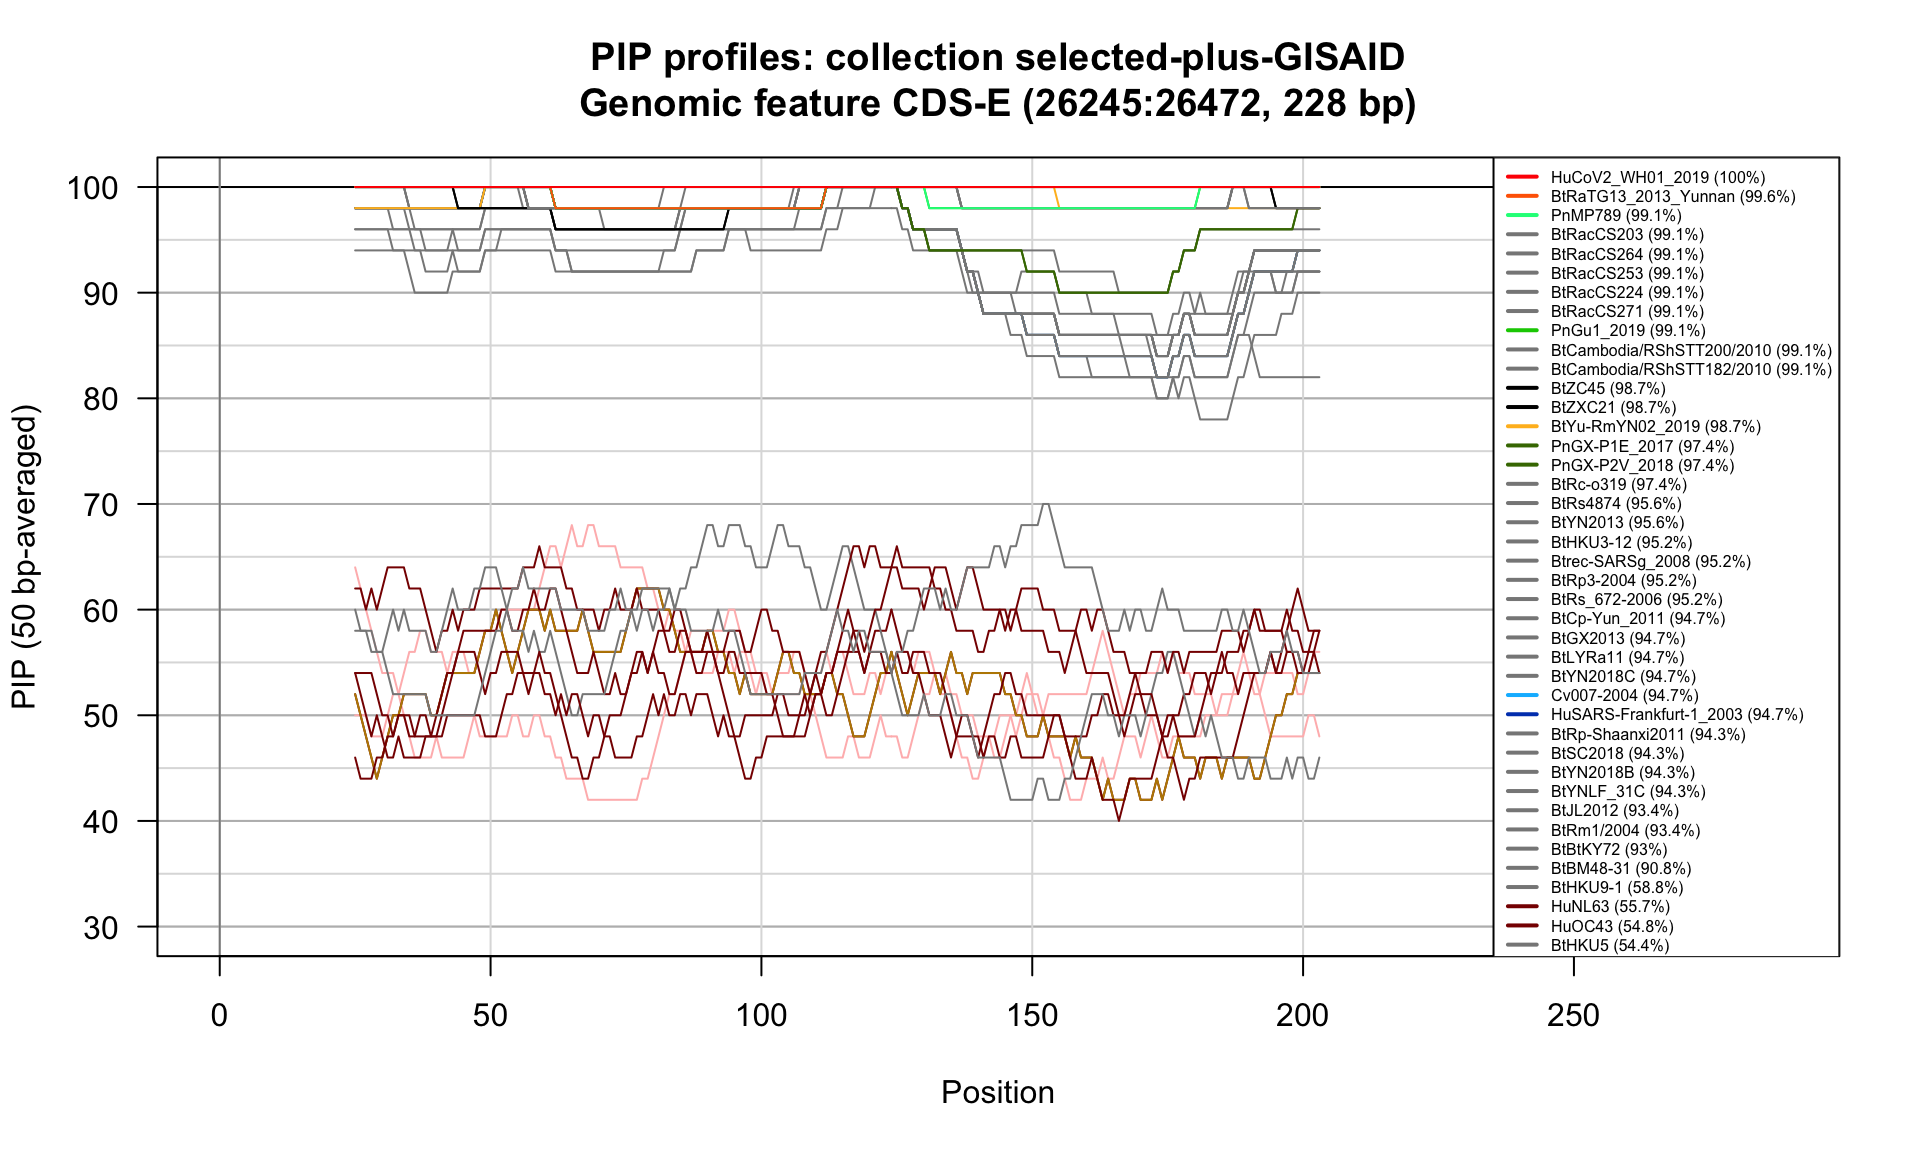 PIP profiles: collection selected-plus-GISAID
Genomic feature CDS-E (26245:26472, 228 bp)
PIP (50 bp-averaged)
100
90
80
70
60
50
40
30
0
50
100
150
200
250
Position
HuCoV2_WH01_2019 (100%)
BtRaTG13_2013_Yunnan (99.6%)
PnMP789 (99.1%)
BtRacCS203 (99.1%)
BtRacCS264 (99.1%)
BtRacCS253 (99.1%)
BtRacCS224 (99.1%)
BtRacCS271 (99.1%)
PnGu1_2019 (99.1%)
BtCambodia/RShSTT200/2010 (99.1%)
BtCambodia/RShSTT182/2010 (99.1%)
BtZC45 (98.7%)
BtZXC21 (98.7%)
BtYu-RmYN02_2019 (98.7%)
PnGX-P1E_2017 (97.4%)
PnGX-P2V_2018 (97.4%)
BtRc-o319 (97.4%)
BtRs4874 (95.6%)
BtYN2013 (95.6%)
BtHKU3-12 (95.2%)
Btrec-SARSg_2008 (95.2%)
BtRp3-2004 (95.2%)
BtRs_672-2006 (95.2%)
BtCp-Yun_2011 (94.7%)
BtGX2013 (94.7%)
BtLYRa11 (94.7%)
BtYN2018C (94.7%)
Cv007-2004 (94.7%)
HuSARS-Frankfurt-1_2003 (94.7%)
BtRp-Shaanxi2011 (94.3%)
BtSC2018 (94.3%)
BtYN2018B (94.3%)
BtYNLF_31C (94.3%)
BtJL2012 (93.4%)
BtRm1/2004 (93.4%)
BtBtKY72 (93%)
BtBM48-31 (90.8%)
BtHKU9-1 (58.8%)
HuNL63 (55.7%)
HuOC43 (54.8%)
BtHKU5 (54.4%)